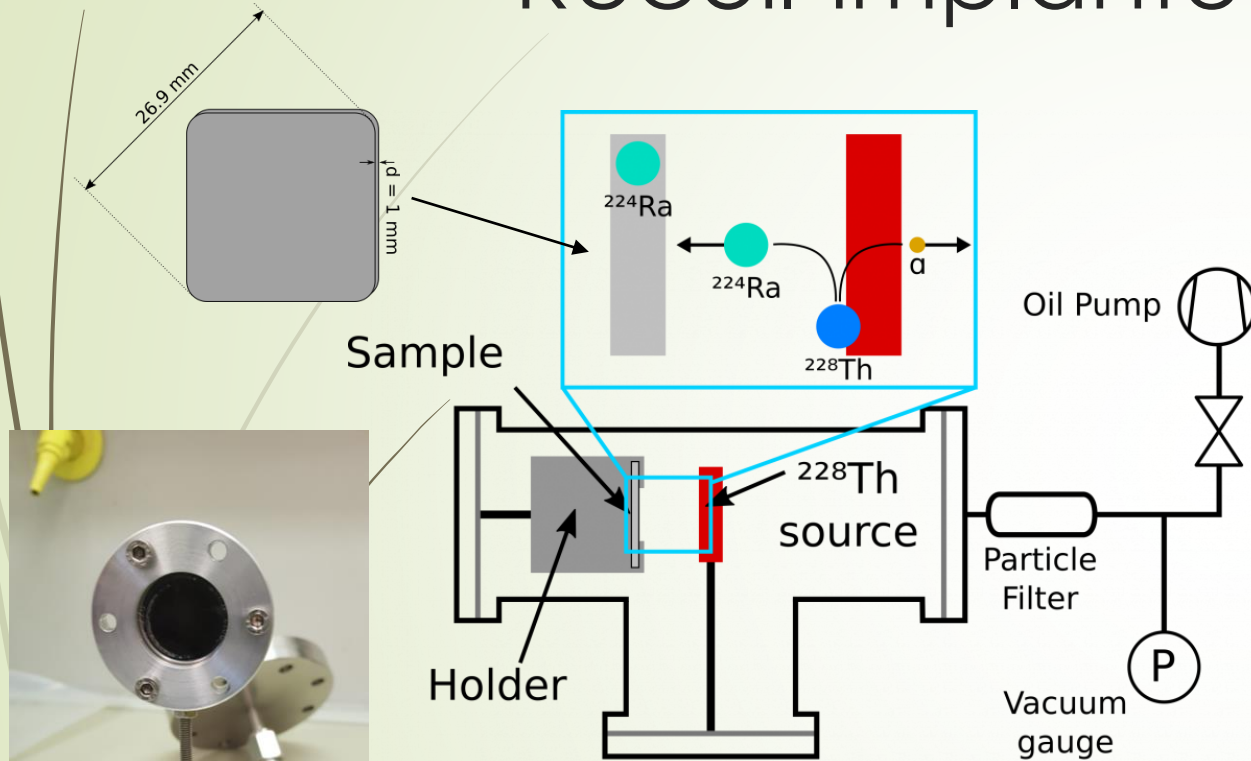 26.9 mm
d = 1 mm
²²⁴Ra
²²⁴Ra
α
²²⁸Th
Oil Pump
Sample
²²⁸Th
source
Particle
Filter
Holder
P
Vacuum
gauge